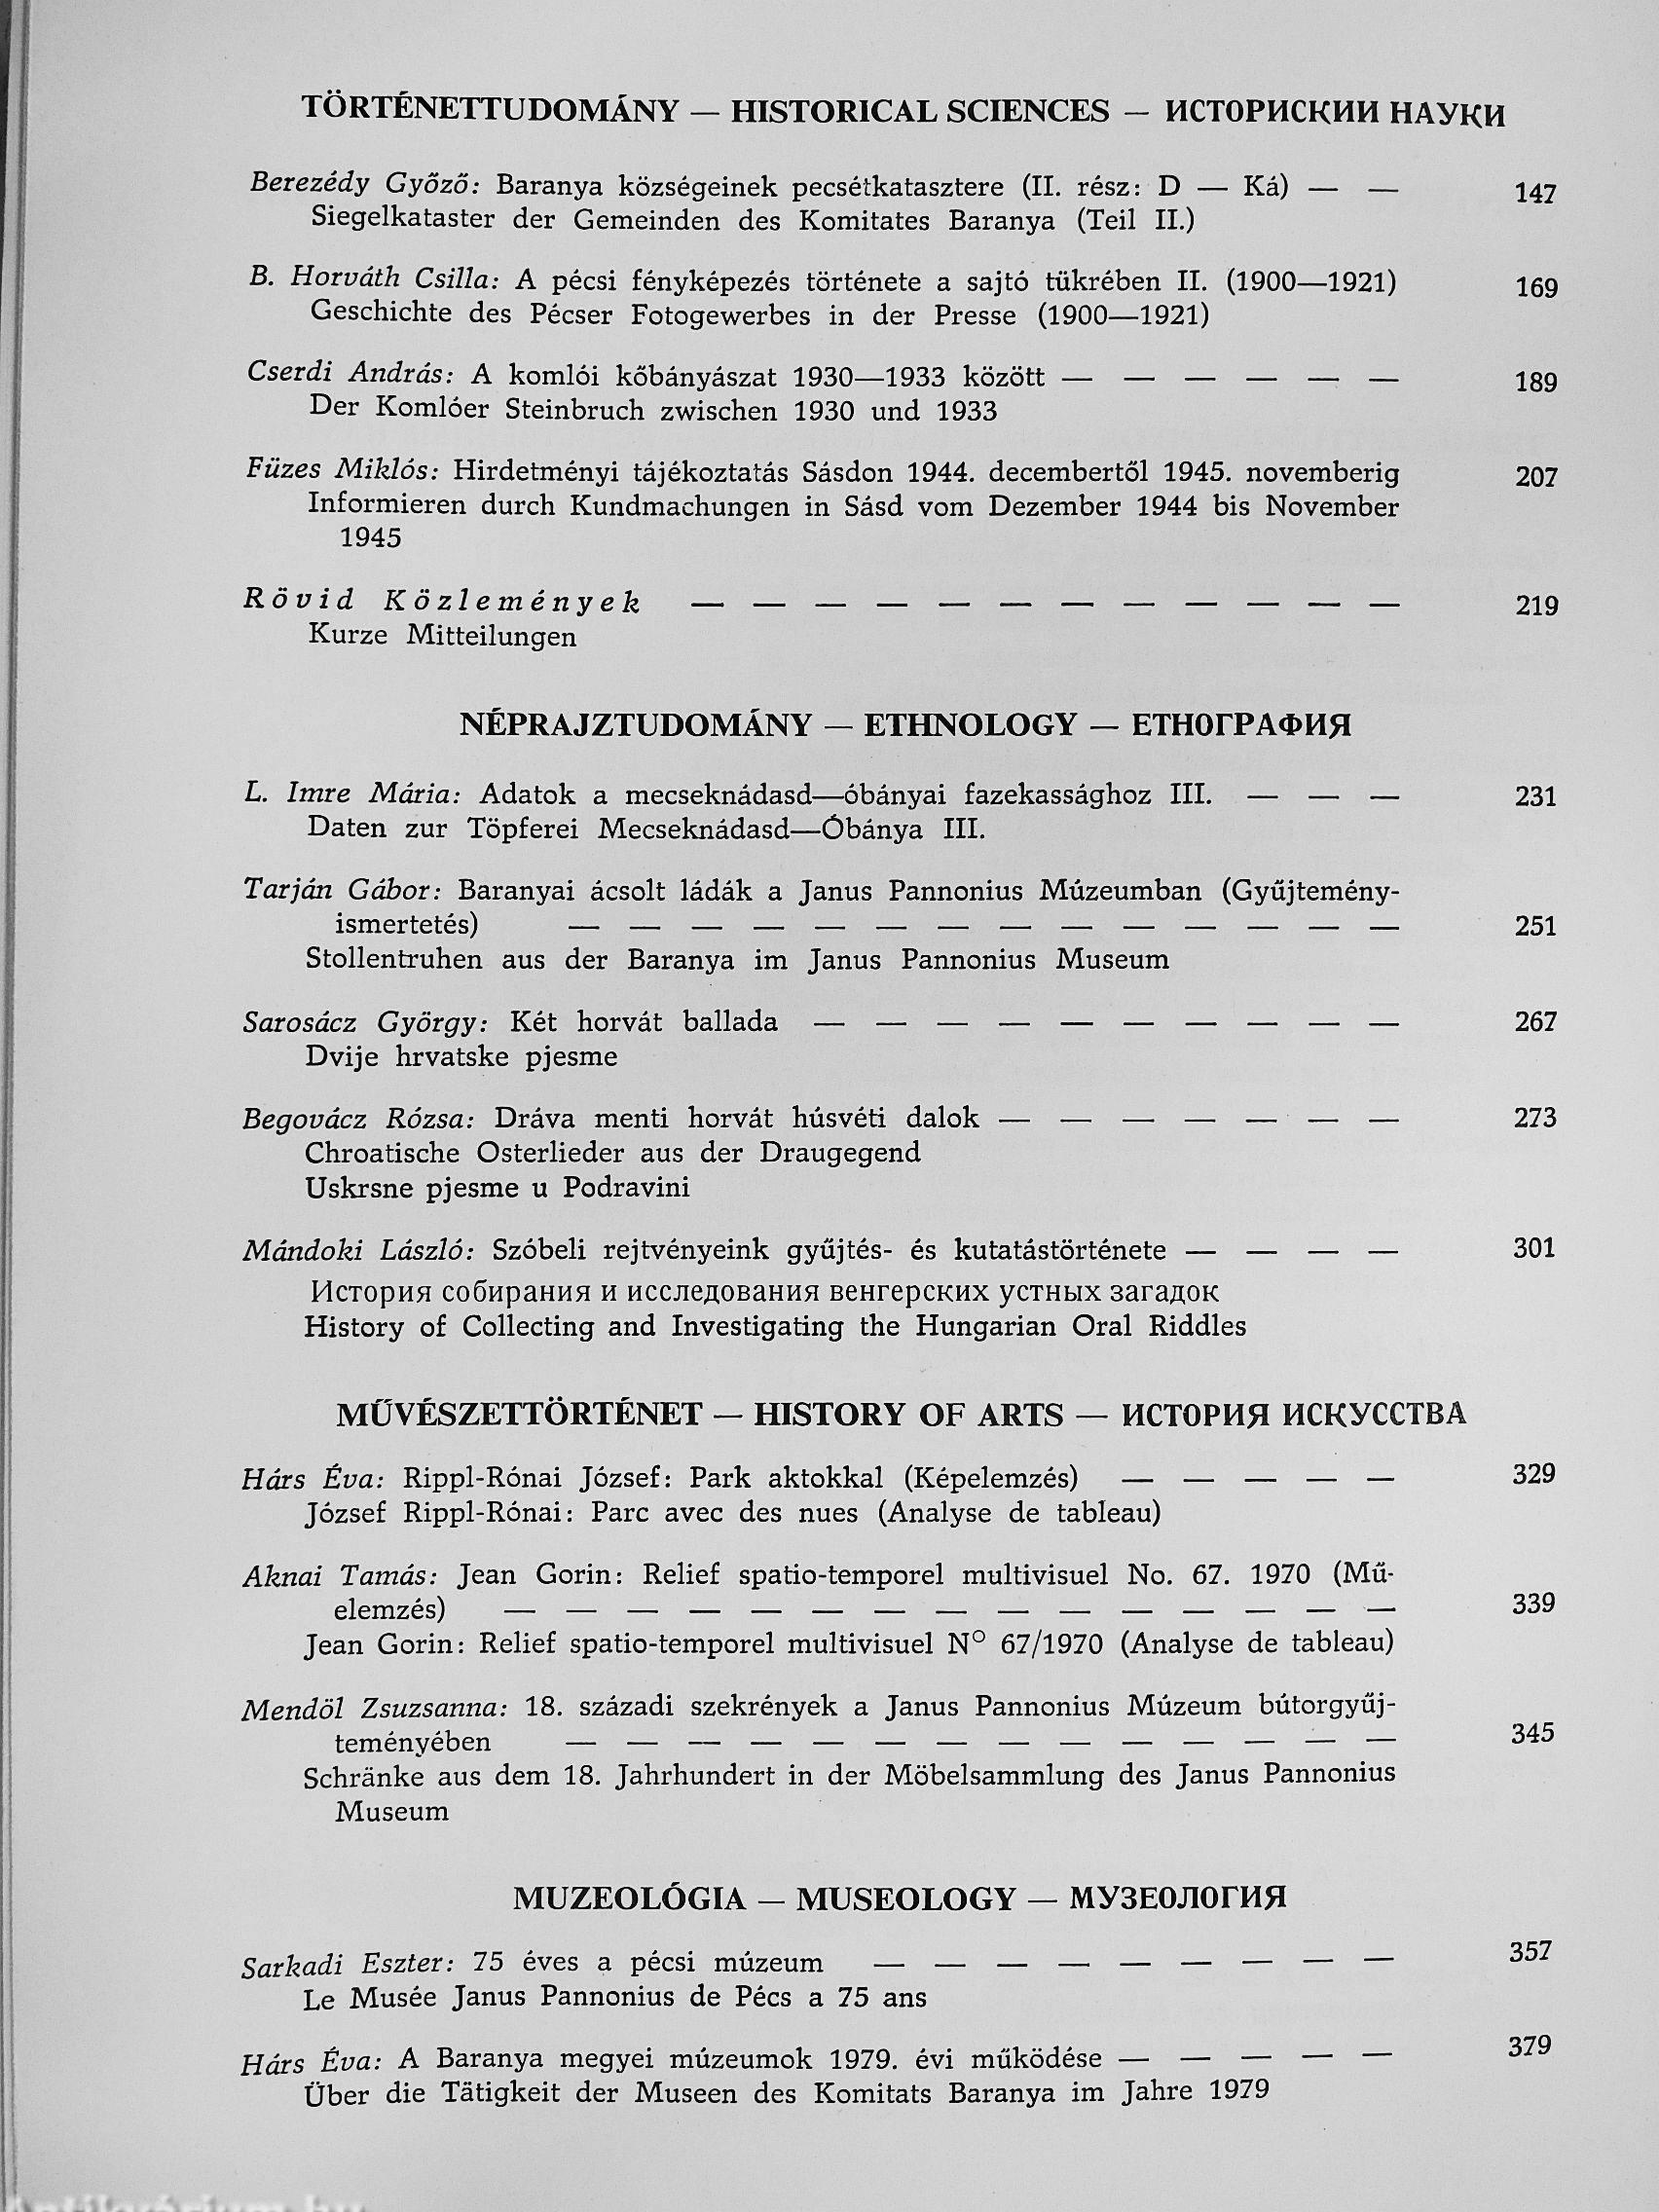 TÖRTÉNETTUDOMÁNY — HISTORICAL SCIENCES — ИСТОРИСКИИ НАУКИ
Berezédy Győző: Baranya községeinek pecsétkatasztere (II. rész: D — Ká) — — 147
Siegelkataster der Gemeinden des Komitates Baranya (Teil II.)
B. Horváth Csilla: A pécsi fényképezés története a sajtó tükrében II. (1900—1921) 169
Geschichte des Pécser Fotogewerbes in der Presse (1900—1921)
Cserdi András: A komlói kőbányászat 1930—1933 között — — — — — — 189
Der Komlóer Steinbruch zwischen 1930 und 1933
Füzes Miklós: Hirdetményi tájékoztatás Sásdon 1944. decembertől 1945. novemberig 207
Informieren durch Kundmachungen in Sásd vom Dezember 1944 bis November
1945
Rövid Közlemények — — — — — — — — — — — — 219
Kurze Mitteilungen
NÉPRAJZTUDOMÁNY — ETHNOLOGY — ЕТНОГРАФИЯ
L. Imre Mária: Adatok a mecseknádasd—óbányai fazekassághoz III. — — — 231
Daten zur Töpferei Mecseknádasd—Óbánya III.
Tarján Gábor: Baranyai ácsolt ládák a Janus Pannonius Múzeumban (Gyűjtemény-
ismertetés) — — — — — — — — — — — — — — 251
Stollentruhen aus der Baranya im Janus Pannonius Museum
Sarosácz György: Két horvát ballada — — — — — — — — — — 267
Dvije hrvatske pjesme
Begovácz Rózsa: Dráva menti horvát húsvéti dalok — — — — — — — 273
Chroatische Osterlieder aus der Draugegend
Uskrsne pjesme u Podravini
Mándoki László: Szóbeli rejtvényeink gyűjtés- és kutatástörténete — — — — 301
История собирания и исследования венгерских устных загадок
History of Collecting and Investigating the Hungarian Oral Riddles
MŰVÉSZETTÖRTÉNET — HISTORY OF ARTS — ИСТОРИЯ ИСКУССТВА
Hárs Éva: Rippl-Rónai József: Park aktokkal (Képelemzés) — — — — — 329
József Rippl-Rónai: Parc avec des nues (Analyse de tableau)
Aknai Tamás: Jean Gorin: Relief spatio-temporel multivisuel No. 67. 1970 (Mű-
elemzés) — — — — — — — — — — — — — — — 339
Jean Gorin: Relief spatio-temporel multivisuel N° 67/1970 (Analyse de tableau)
Mendöl Zsuzsanna: 18. századi szekrények a Janus Pannonius Múzeum bútorgyűj-
teményében — — — — — — — — — — — — — — 345
Schränke aus dem 18. Jahrhundert in der Möbelsammlung des Janus Pannonius
Museum
MUZEOLÓGIA — MUSEOLOGY — МУЗЕОЛОГИЯ
Sarkadi Eszter: 75 éves a pécsi múzeum — — — — — — — — — 357
Le Musée Janus Pannonius de Pécs a 75 ans
Hárs Éva: A Baranya megyei múzeumok 1979. évi működése — — — — — 379
Über die Tätigkeit der Museen des Komitats Baranya im Jahre 1979